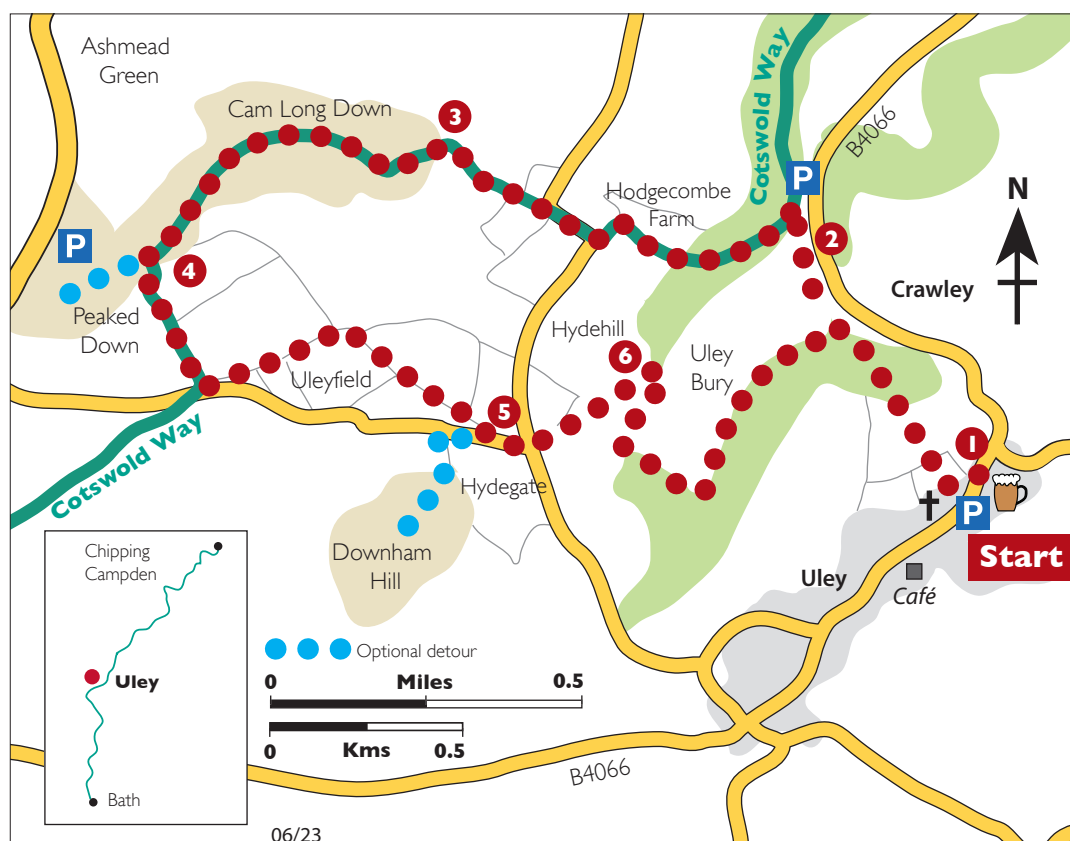 Ashmead
Green
Cam Long Down
3
Cotswold Way
Cotswold Way
B4066
P
Hodgecombe
Farm
2
N
P
4
Peaked
Down
Crawley
Hydehill
6
Uley
Bury
Uleyfield
5
1
Cotswold Way
Hydegate
P
Start
Downham
Hill
Uley
Café
Chipping
Campden
Uley
Bath
Optional detour
0 Miles 0.5
0 Kms 0.5
B4066
06/23